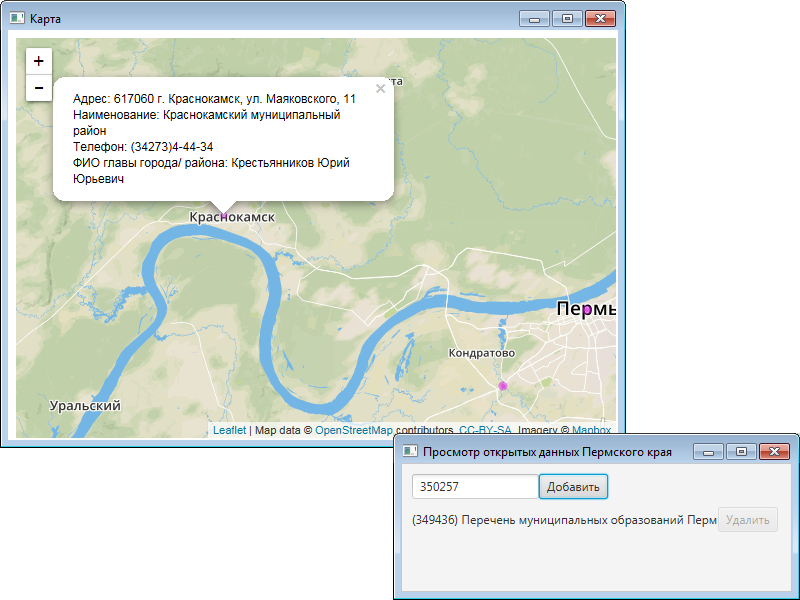 Карта
+
−
та
×
Адрес: 617060 г. Краснокамск, ул. Маяковского, 11
Наименование: Краснокамский муниципальный
район
Телефон: (34273)4-44-34
ФИО главы города/ района: Крестьянников Юрий
Юрьевич
Краснокамск
Пермь
Кондратово
Уральский
Leaflet | Map data © OpenStreetMap contributors, CC-BY-SA, Imagery © Mapbox
Просмотр открытых данных Пермского края
350257 Добавить
(349436) Перечень муниципальных образований Перм Удалить